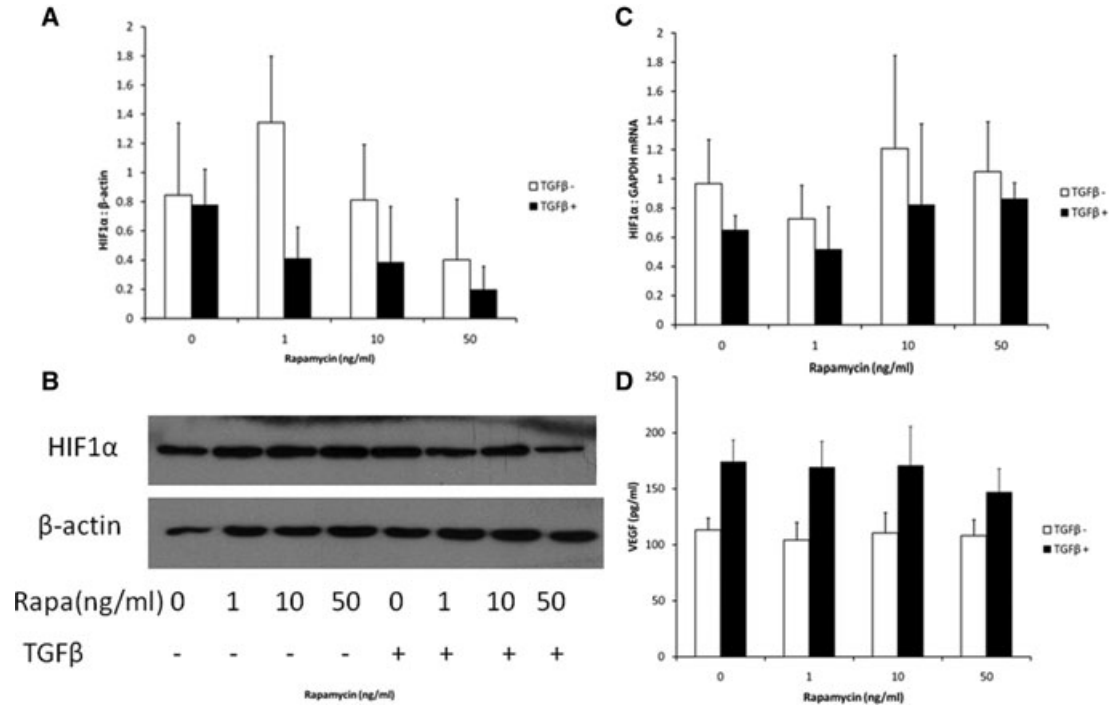 A
2
1.8
1.6
1.4
1.2
1
0.8
0.6
0.4
0.2
0
HIF1α : β-actin
0 1 10 50
Rapamycin (ng/ml)
TGFβ -
TGFβ +
B
HIF1α
β-actin
Rapa(ng/ml) 0 1 10 50 0 1 10 50
TGFβ - - - - + + + +
Rapamycin (ng/ml)
C
2
1.8
1.6
1.4
1.2
1
0.8
0.6
0.4
0.2
0
HIF1α : GAPDH mRNA
0 1 10 50
Rapamycin (ng/ml)
TGFβ -
TGFβ +
D
250
200
150
100
50
0
VEGF (pg/ml)
0 1 10 50
Rapamycin (ng/ml)
TGFβ -
TGFβ +